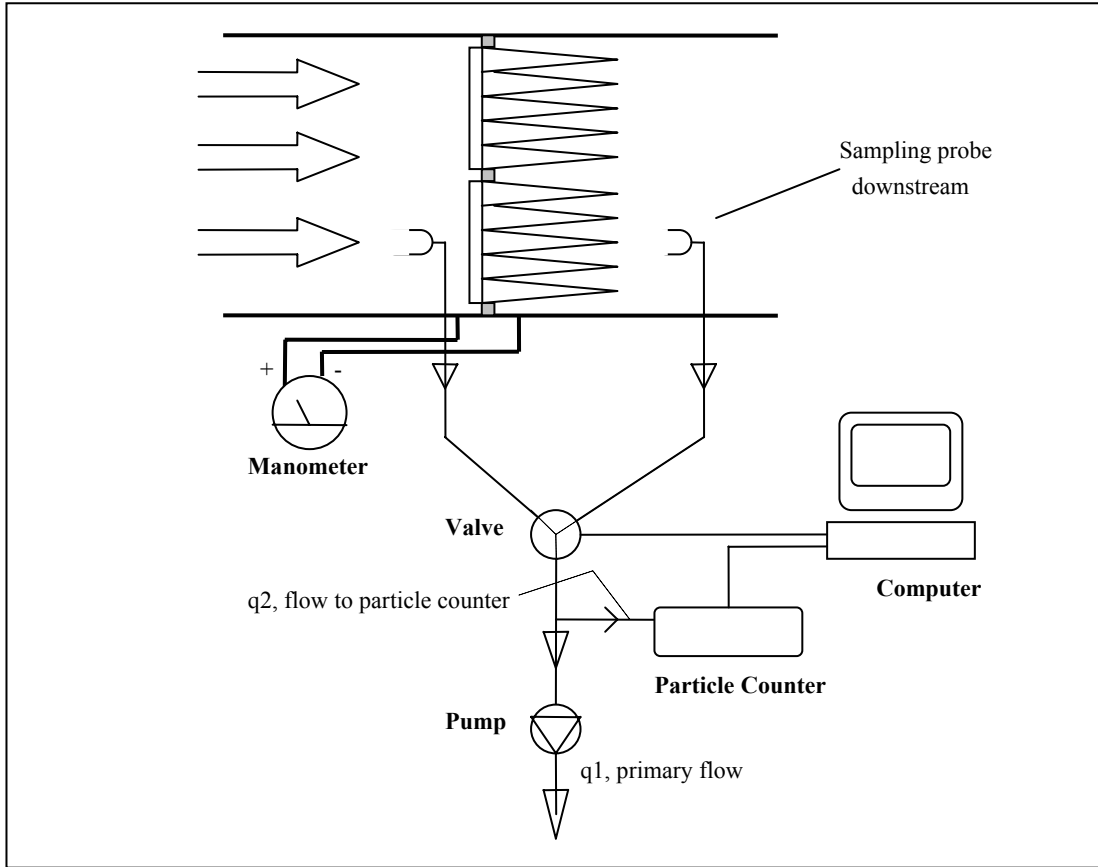 Sampling probe
downstream
+
-
Manometer
Valve
Computer
q2, flow to particle counter
Particle Counter
Pump
q1, primary flow